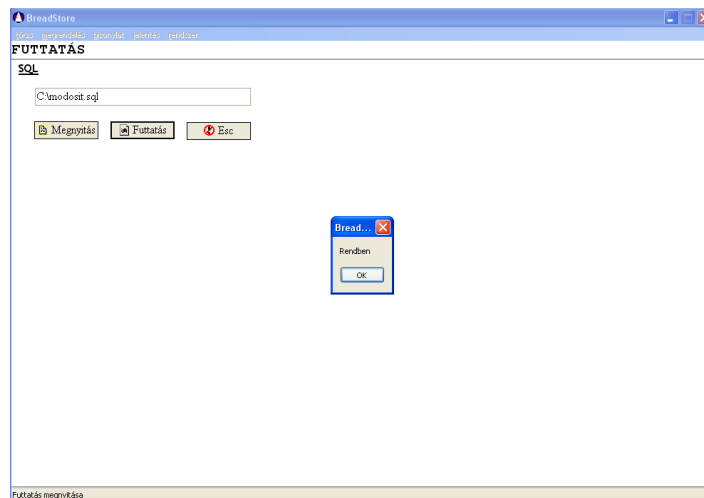 BreadStore
törzs megrendelés bizonylat jelentés rendszer
FUTTATÁS
SQL
C:\modosit.sql
Megnyitás Futtatás Esc
Bread...
Rendben
OK
Futtatás megnyitása